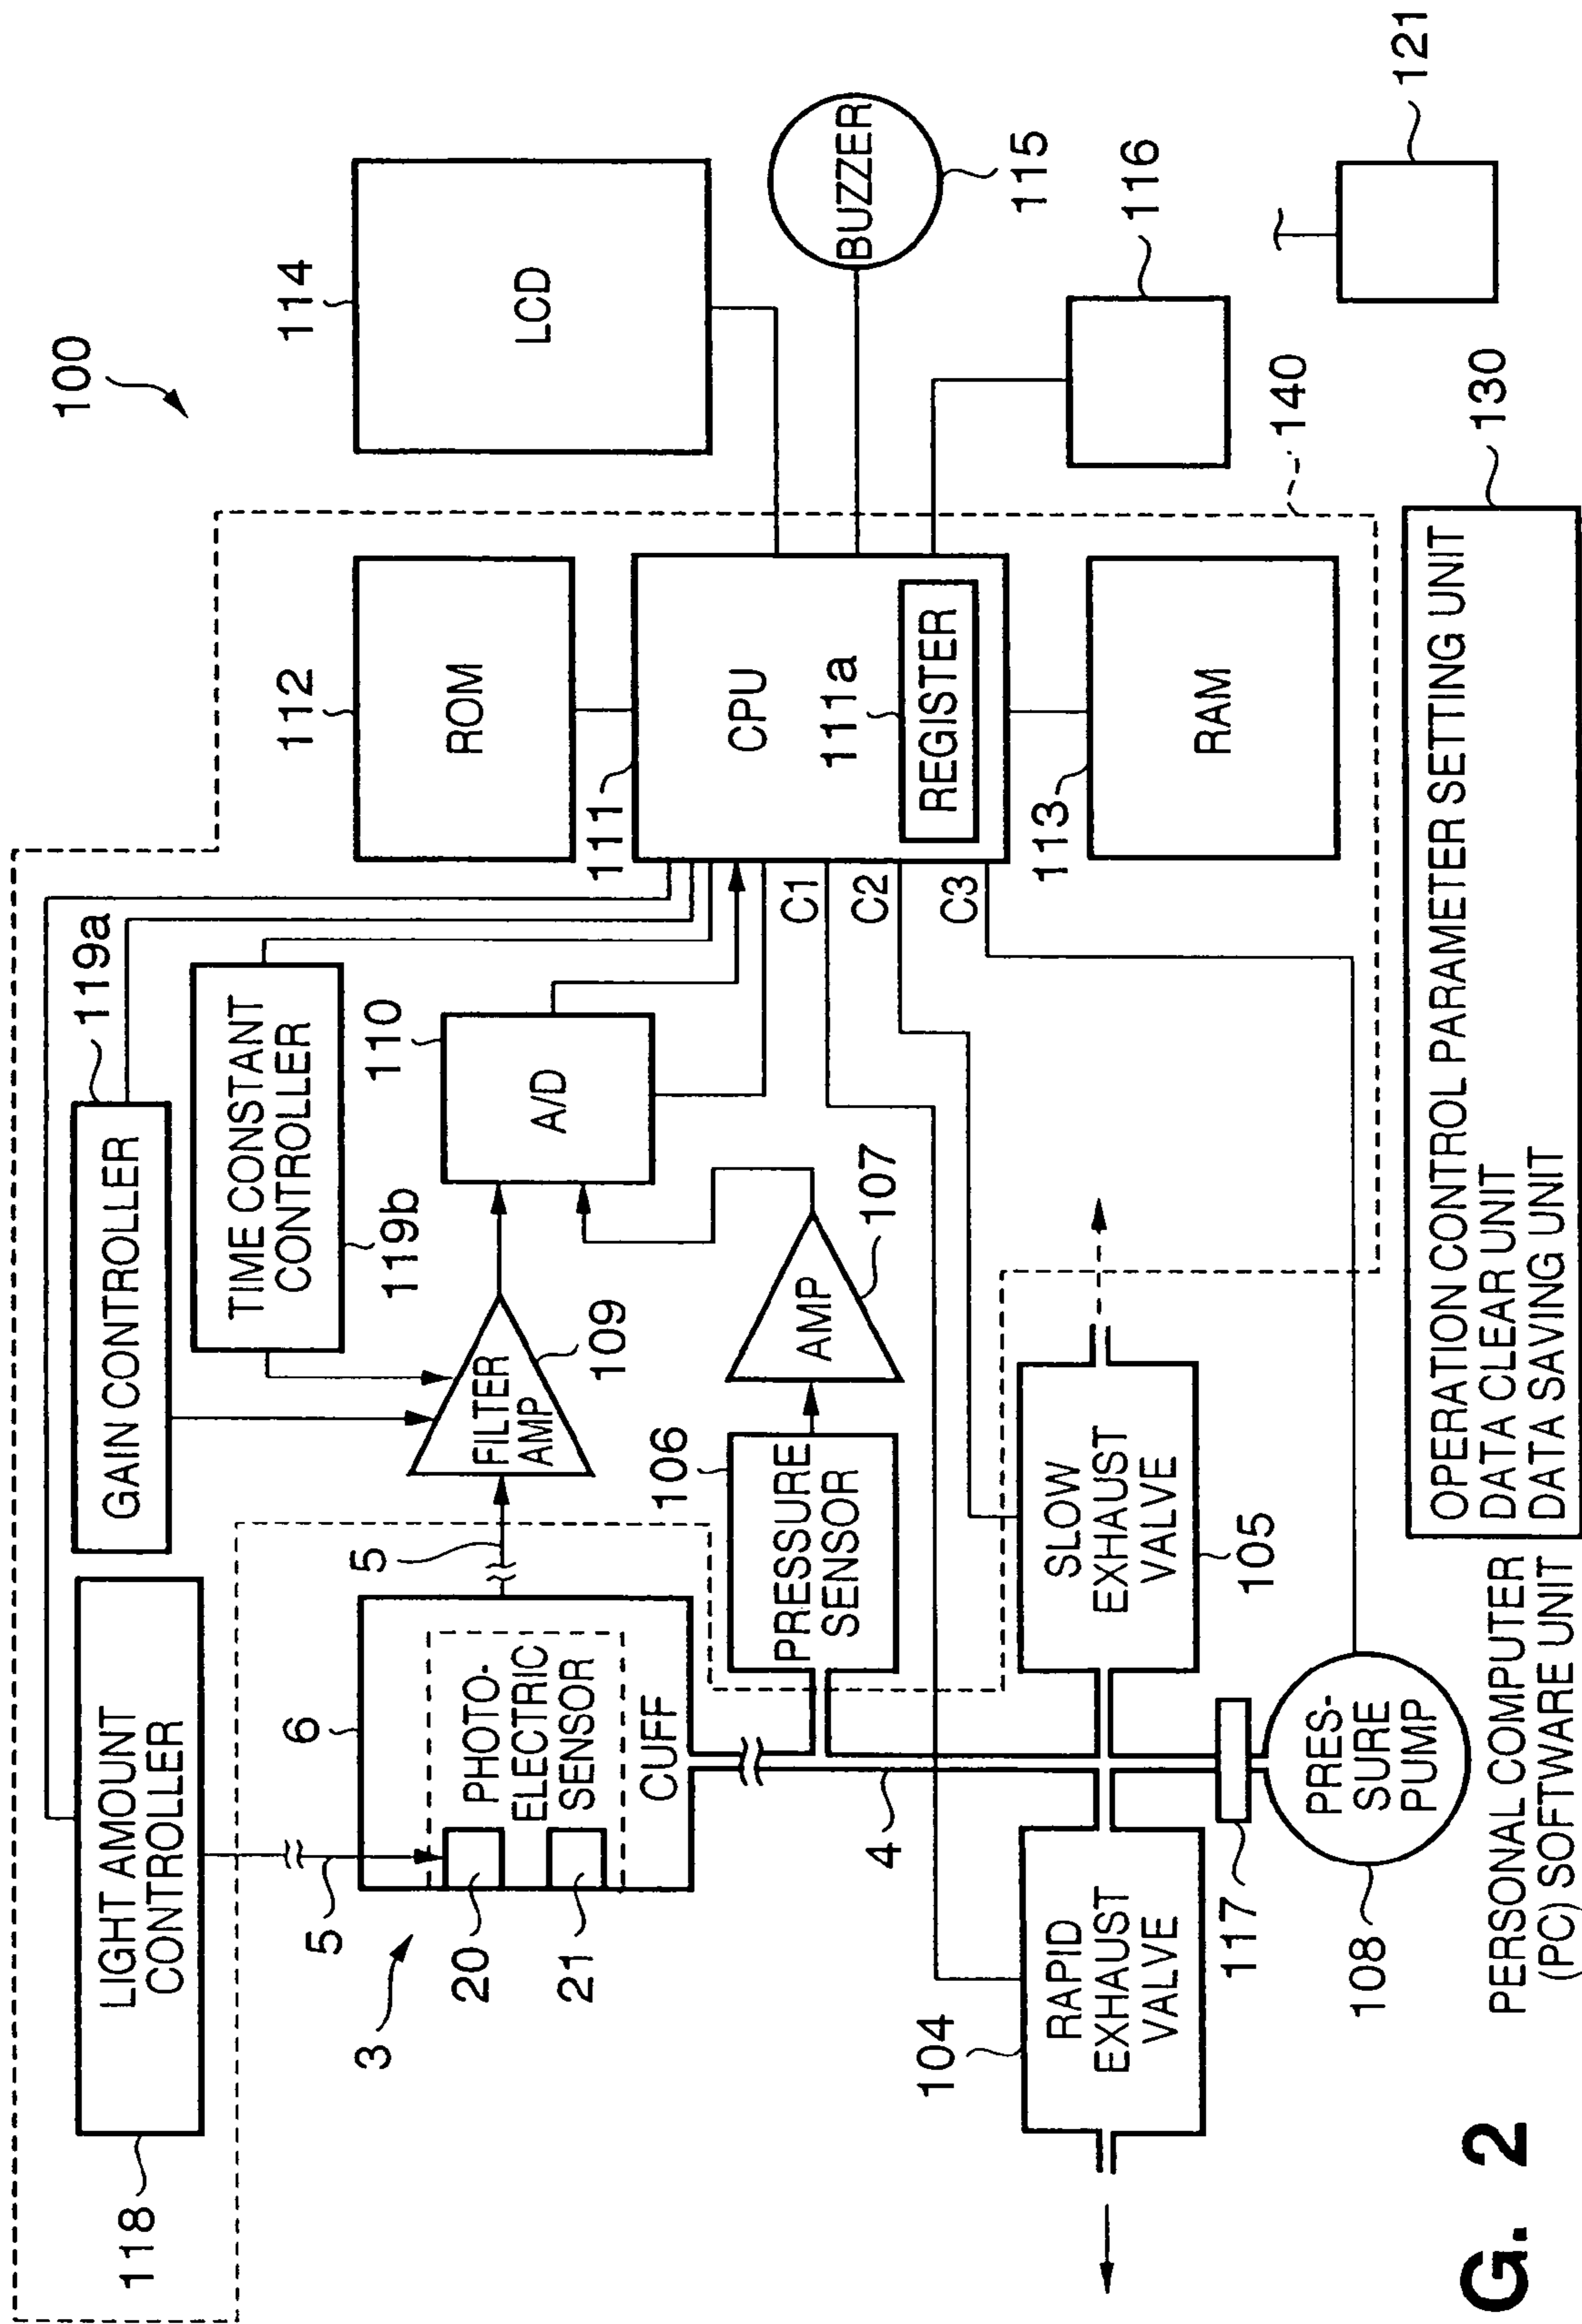 100
118
LIGHT AMOUNT
CONTROLLER
GAIN CONTROLLER
119a
TIME CONSTANT
CONTROLLER
119b
112
ROM
114
LCD
5
3
20
21
6
PHOTO-
ELECTRIC
SENSOR
CUFF
5
FILTER
AMP
109
110
A/D
111
CPU
111a
REGISTER
C1
C2
C3
BUZZER
115
106
PRESSURE
SENSOR
AMP
107
113
RAM
116
121
140
4
104
RAPID
EXHAUST
VALVE
SLOW
EXHAUST
VALVE
105
117
108
PRES-
SURE
PUMP
130
PERSONAL COMPUTER
(PC) SOFTWARE UNIT
OPERATION CONTROL PARAMETER SETTING UNIT
DATA CLEAR UNIT
DATA SAVING UNIT
G. 2